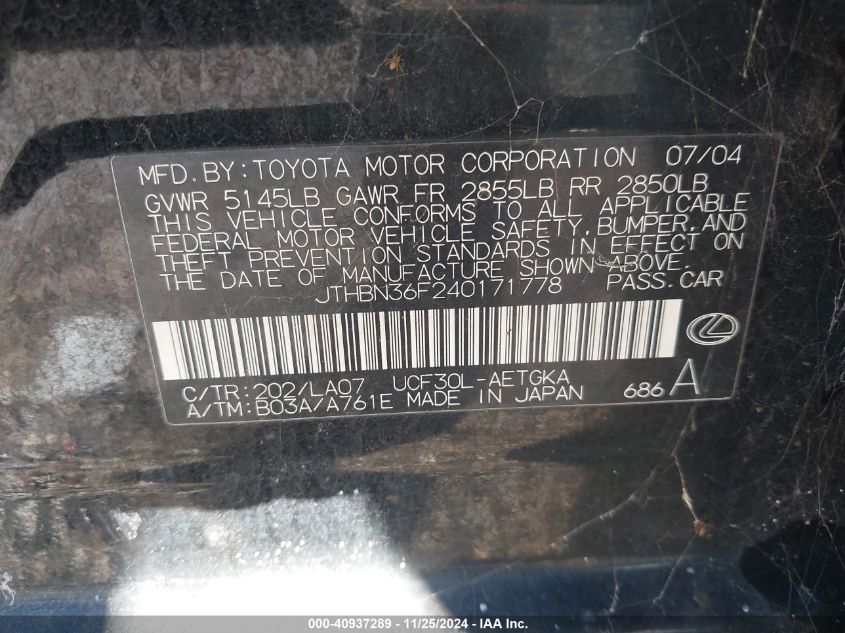 MFD. BY: TOYOTA MOTOR CORPORATION 07/04
GVWR 5145LB GAWR FR 2855LB RR 2850LB
THIS VEHICLE CONFORMS TO ALL APPLICABLE
FEDERAL MOTOR VEHICLE SAFETY, BUMPER, AND
THEFT PREVENTION STANDARDS IN EFFECT ON
THE DATE OF MANUFACTURE SHOWN ABOVE.
JTHBN36F240171778 PASS. CAR
C/TR: 202/LA07 UCF30L-AETGKA
A/TM: B03A/A761E MADE IN JAPAN 686 A
000-40937289 - 11/25/2024 - IAA Inc.